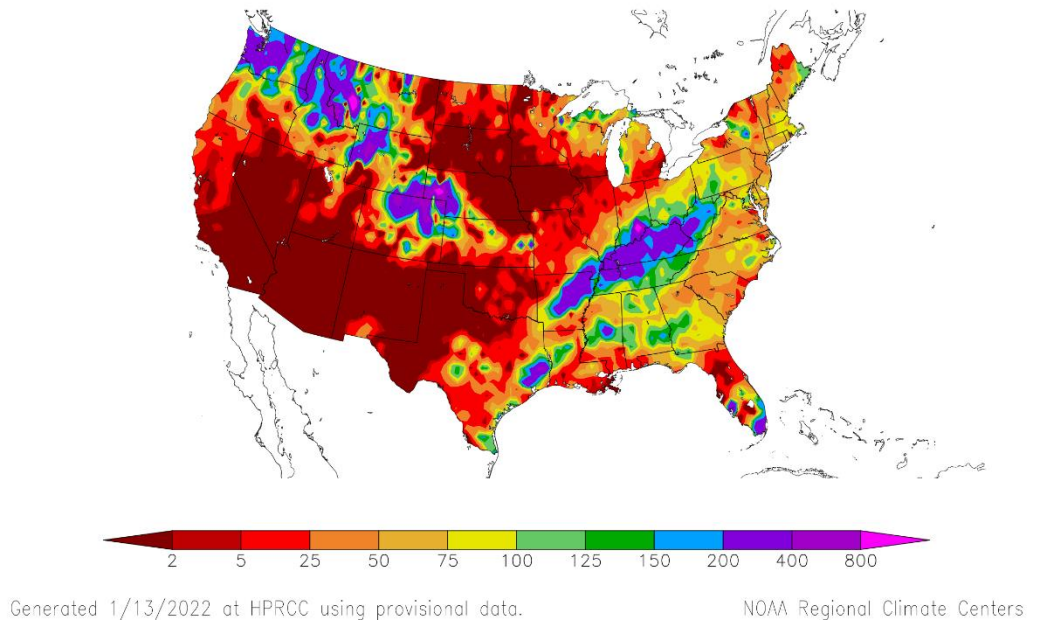 2 5 25 50 75 100 125 150 200 400 800
Generated 1/13/2022 at HPRCC using provisional data. NOAA Regional Climate Centers